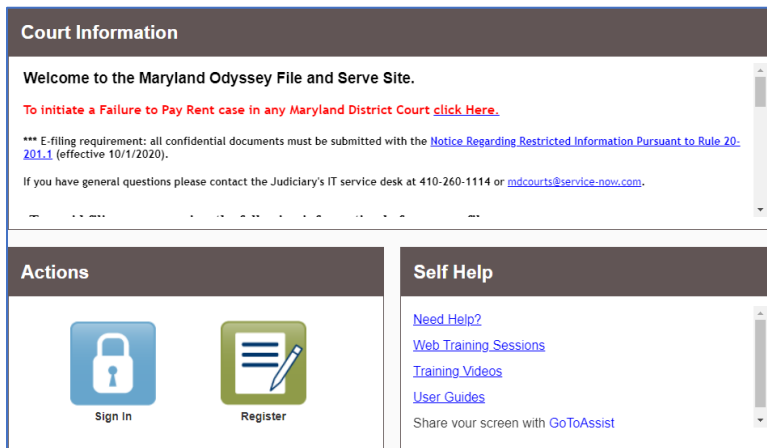 Court Information
Welcome to the Maryland Odyssey File and Serve Site.
To initiate a Failure to Pay Rent case in any Maryland District Court click Here.
*** E-filing requirement: all confidential documents must be submitted with the Notice Regarding Restricted Information Pursuant to Rule 20-
201.1 (effective 10/1/2020).
If you have general questions please contact the Judiciary's IT service desk at 410-260-1114 or mdcourts@service-now.com.
Actions
Sign In
Register
Self Help
Need Help?
Web Training Sessions
Training Videos
User Guides
Share your screen with GoToAssist